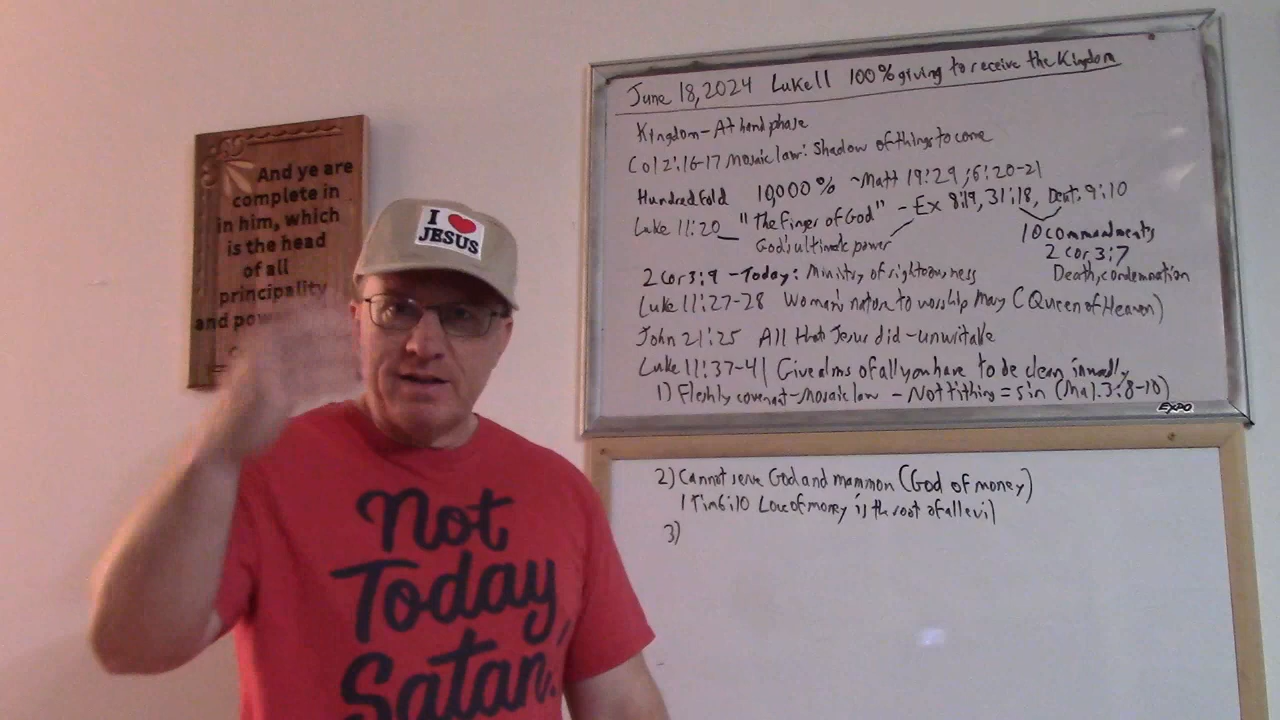 And ye are
complete in
in him, which
is the head
of all
principality
and pow
I ❤ JESUS
Not
Today,
Satan.
June 18, 2024 Luke 11 100% giving to receive the Kingdom
Kingdom - At hand phase
Col 2:16-17 Mosaic law: Shadow of things to come
Hundredfold 10,000% ~ Matt 19:29; 6:20-21
Luke 11:20 "The finger of God" - Ex 8:19, 31:18, Deut. 9:10
God's ultimate power
10 commandments
2 Cor 3:7
Death, condemnation
2 Cor 3:9 - Today: Ministry of righteousness
Luke 11:27-28 Woman's notion to worship Mary (Queen of Heaven)
John 21:25 All that Jesus did - unwritable
Luke 11:37-41 Give alms of all you have to be clean inwardly
1) Fleshly covenant - Mosaic law - Not tithing = sin (Mal. 3:8-10)
EXPO
2) Cannot serve God and mammon (God of money)
1 Tim 6:10 Love of money is the root of all evil
3)